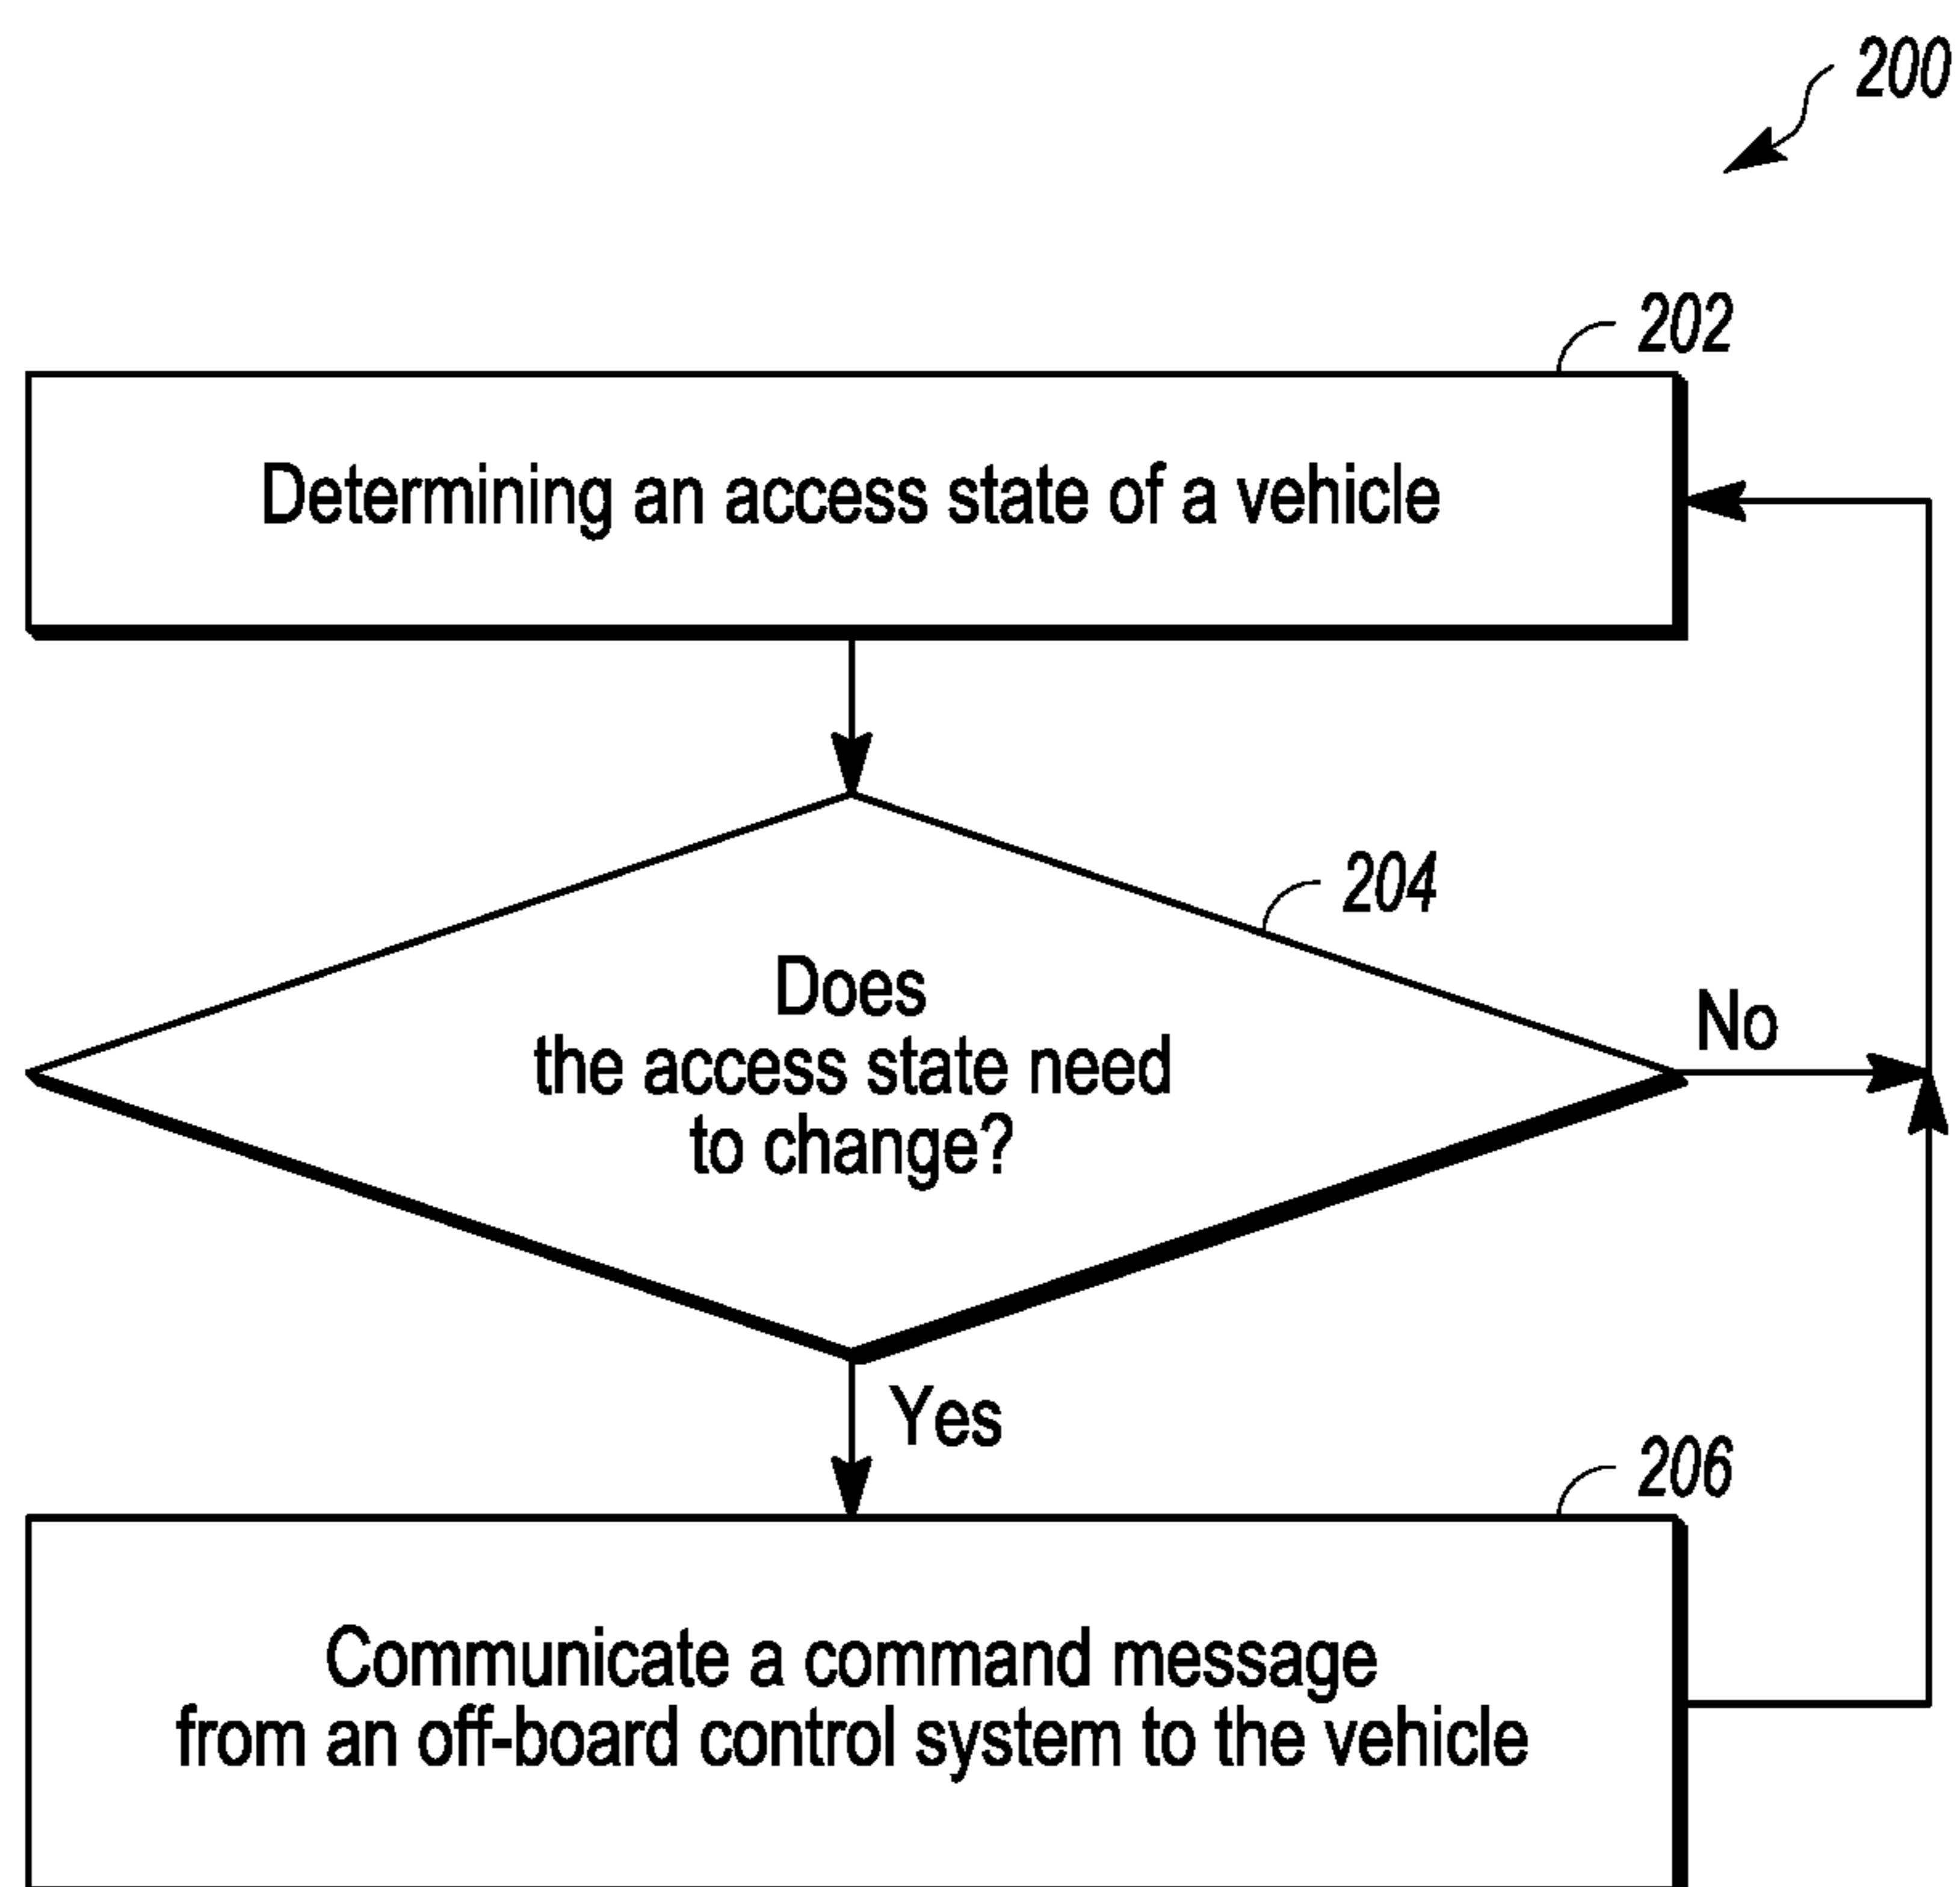 200
202
Determining an access state of a vehicle
204
Does
the access state need
to change?
No
Yes
206
Communicate a command message
from an off-board control system to the vehicle